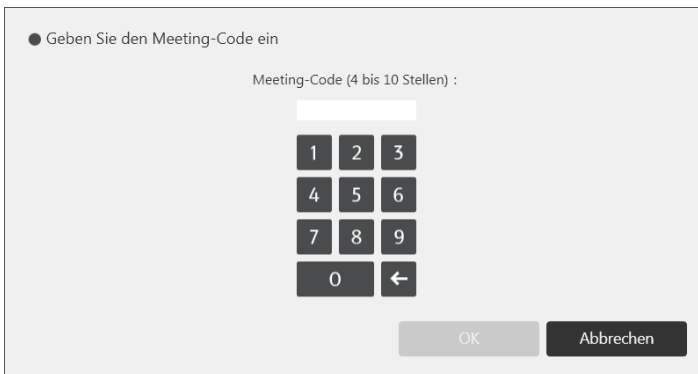 Geben Sie den Meeting-Code ein
Meeting-Code (4 bis 10 Stellen) :
1 2 3
4 5 6
7 8 9
0 ←
OK Abbrechen